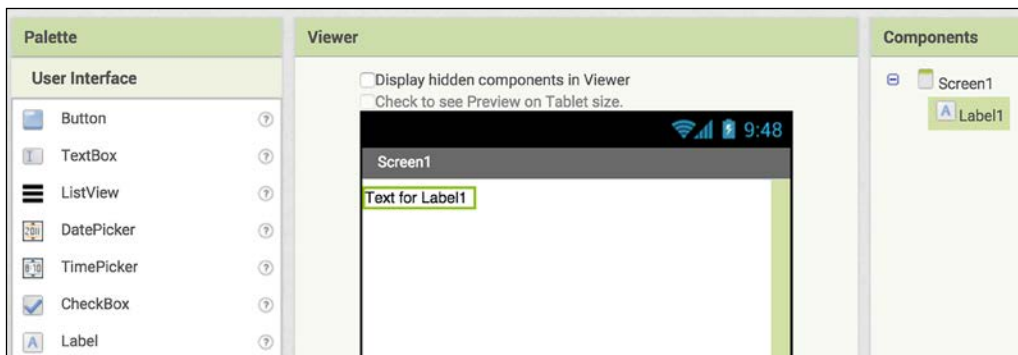 Palette
User Interface
Button
TextBox
ListView
DatePicker
TimePicker
CheckBox
Label
Viewer
Display hidden components in Viewer
Check to see Preview on Tablet size.
9:48
Screen1
Text for Label1
Components
Screen1
A Label1